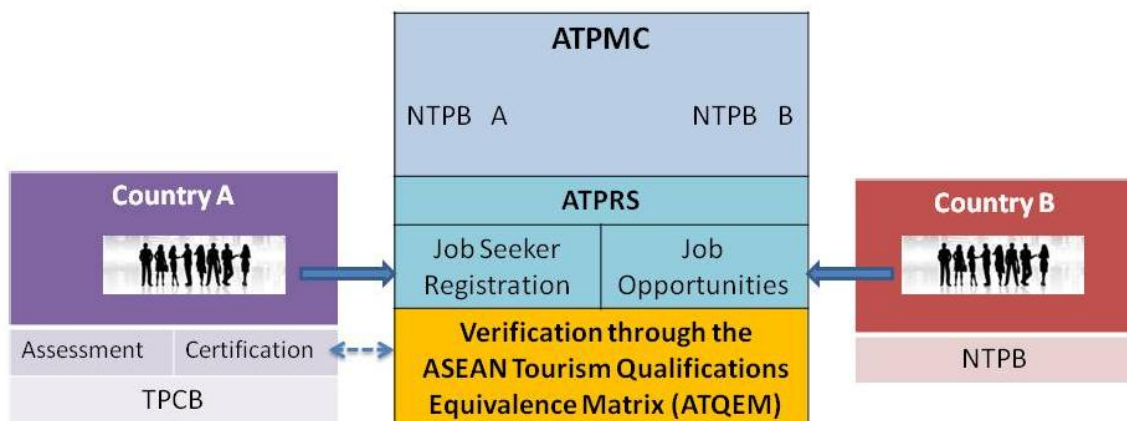 ATPMC
NTPB A
NTPB B
Country A
ATPRS
Country B
Job Seeker
Registration
Job
Opportunities
Assessment
Certification
TPCB
Verification through the
ASEAN Tourism Qualifications
Equivalence Matrix (ATQEM)
NTPB